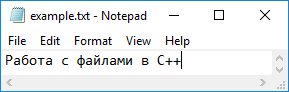 example.txt - Notepad
File Edit Format View Help
Работа с файлами в C++